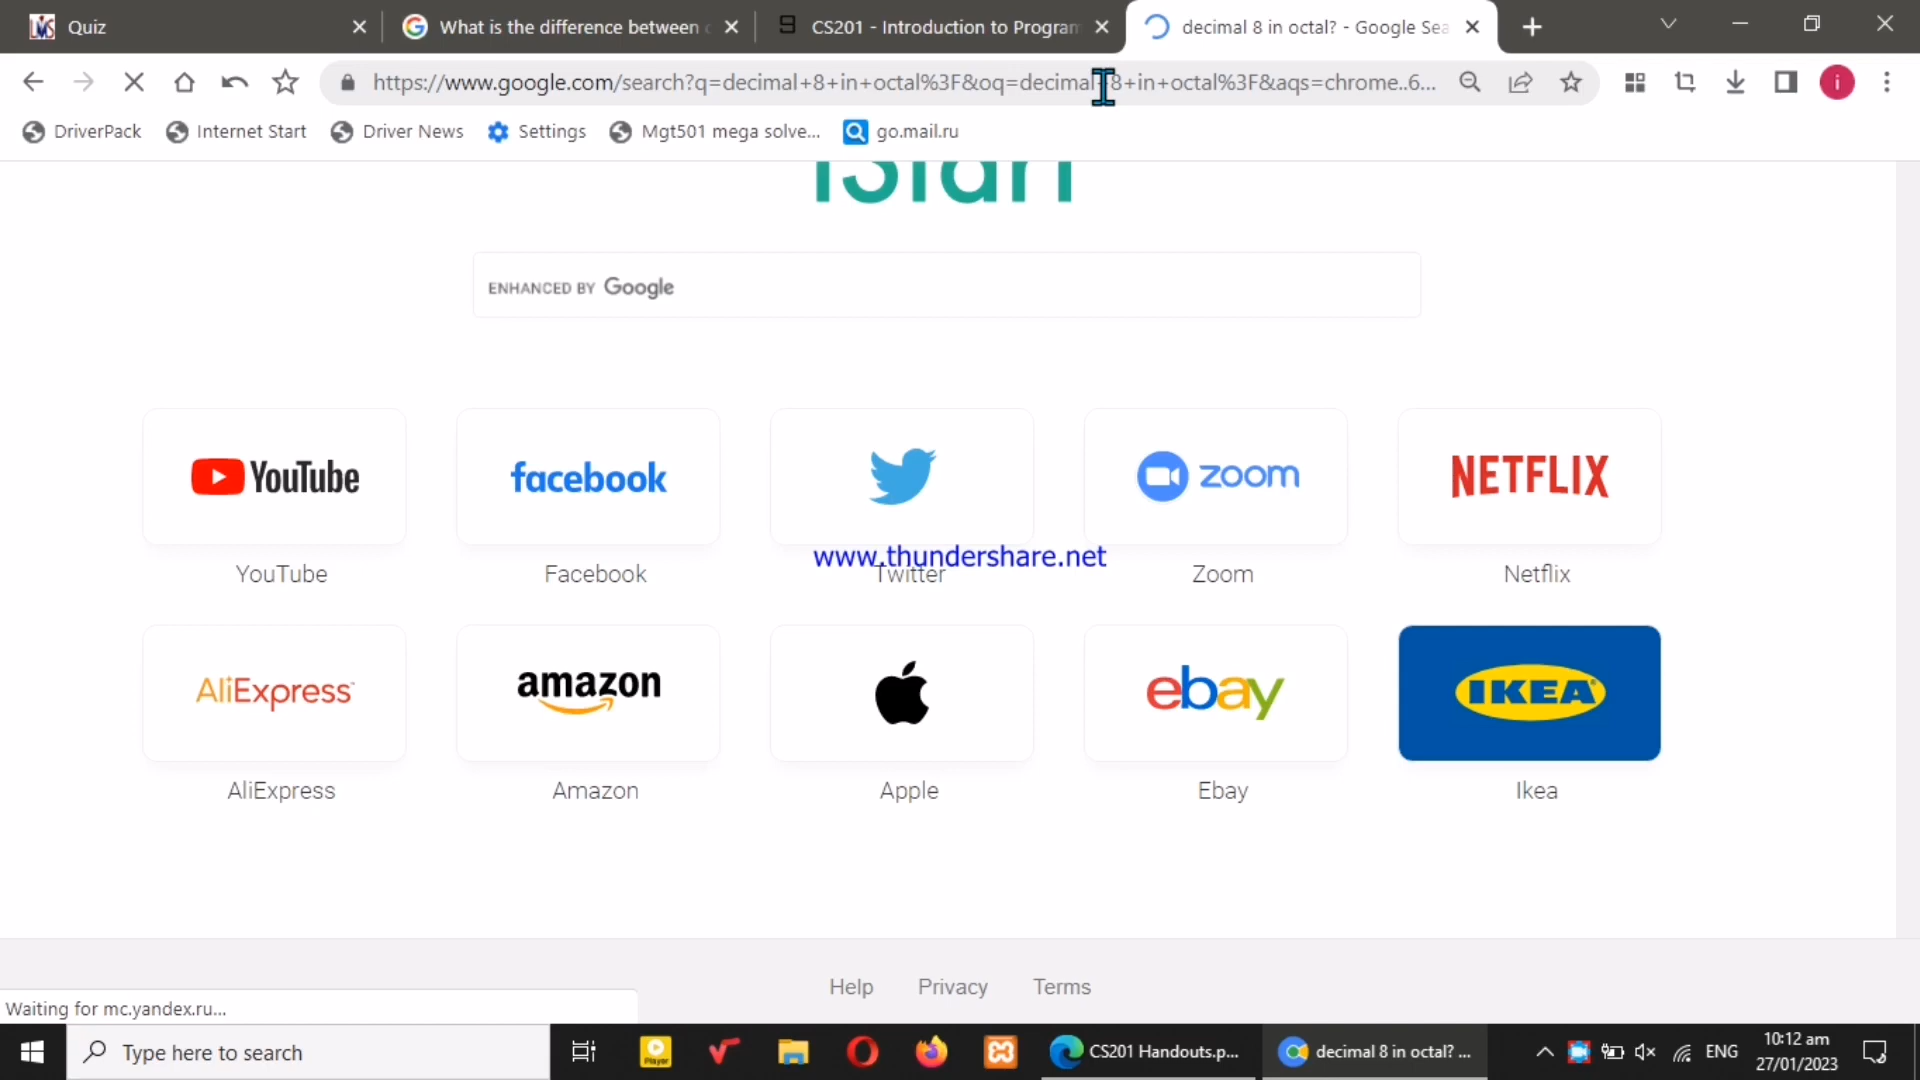 Quiz
What is the difference between
CS201 - Introduction to Program
decimal 8 in octal? - Google Sea
https://www.google.com/search?q=decimal+8+in+octal%3F&oq=decimal+8+in+octal%3F&aqs=chrome..6...
i
DriverPack
Internet Start
Driver News
Settings
Mgt501 mega solve...
go.mail.ru
iStart
ENHANCED BY Google
YouTube
facebook
zoom
NETFLIX
www.thundershare.net
YouTube
Facebook
Twitter
Zoom
Netflix
AliExpress
amazon
ebay
IKEA
AliExpress
Amazon
Apple
Ebay
Ikea
Help
Privacy
Terms
Waiting for mc.yandex.ru...
Type here to search
Player
CS201 Handouts.p...
decimal 8 in octal? ...
ENG
10:12 am
27/01/2023